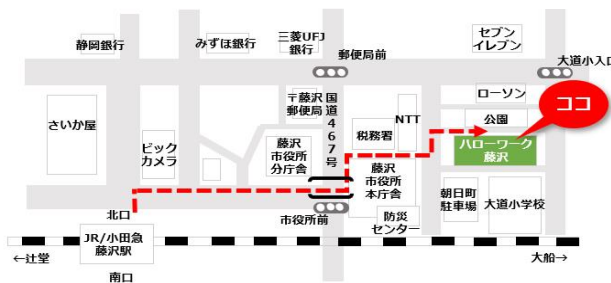 静岡銀行
みずほ銀行
三菱UFJ
銀行
郵便局前
セブン
イレブン
大道小入口
さいか屋
ビック
カメラ
〒藤沢
郵便局
国道467号
藤沢
市役所
分庁舎
税務署
NTT
ローソン
公園
ココ
ハローワーク
藤沢
藤沢
市役所
本庁舎
朝日町
駐車場
大道小学校
北口
市役所前
防災
センター
JR/小田急
藤沢駅
←辻堂
大船→
南口